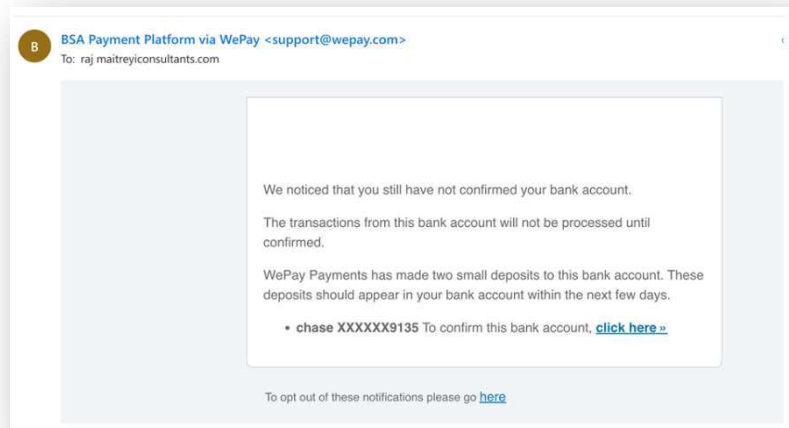 B
BSA Payment Platform via WePay <support@wepay.com>
To: raj maitreyiconsultants.com
We noticed that you still have not confirmed your bank account.
The transactions from this bank account will not be processed until
confirmed.
WePay Payments has made two small deposits to this bank account. These
deposits should appear in your bank account within the next few days.
• chase XXXXXX9135 To confirm this bank account, click here »
To opt out of these notifications please go here